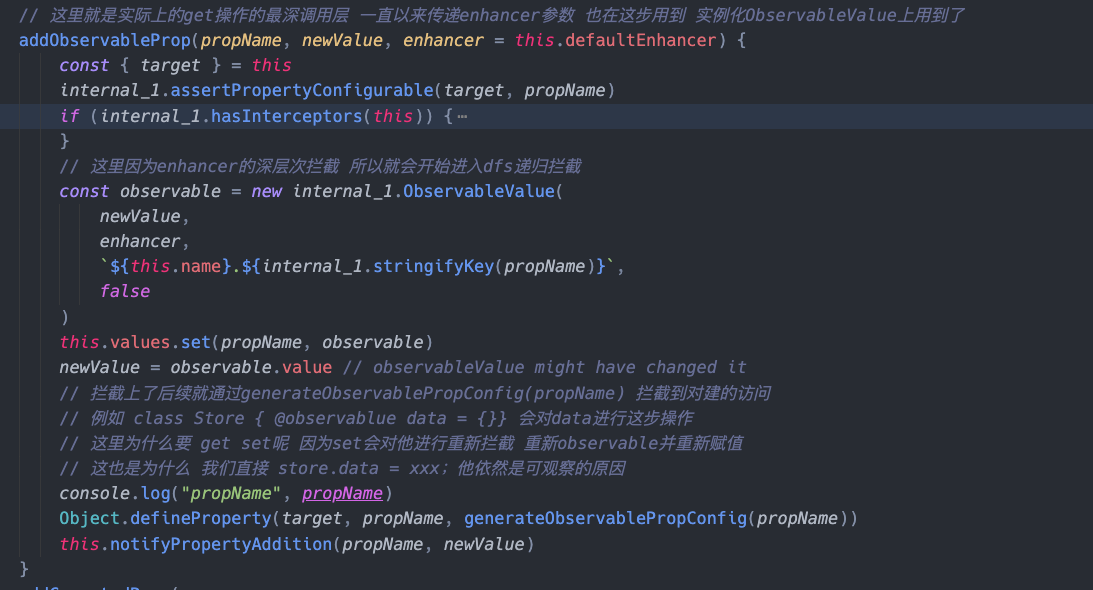 // 这里就是实际上的get操作的最深调用层 一直以来传递enhancer参数 也在这步用到 实例化ObservableValue上用到了
addObservableProp(propName, newValue, enhancer = this.defaultEnhancer) {
const { target } = this
internal_1.assertPropertyConfigurable(target, propName)
if (internal_1.hasInterceptors(this)) {…
}
// 这里因为enhancer的深层次拦截 所以就会开始进入dfs递归拦截
const observable = new internal_1.ObservableValue(
newValue,
enhancer,
`${this.name}.${internal_1.stringifyKey(propName)}`,
false
)
this.values.set(propName, observable)
newValue = observable.value // observableValue might have changed it
// 拦截上了后续就通过generateObservablePropConfig(propName) 拦截到对建的访问
// 例如 class Store { @observablue data = {}} 会对data进行这步操作
// 这里为什么要 get set呢 因为set会对他进行重新拦截 重新observable并重新赋值
// 这也是为什么 我们直接 store.data = xxx; 他依然是可观察的原因
console.log("propName", propName)
Object.defineProperty(target, propName, generateObservablePropConfig(propName))
this.notifyPropertyAddition(propName, newValue)
}